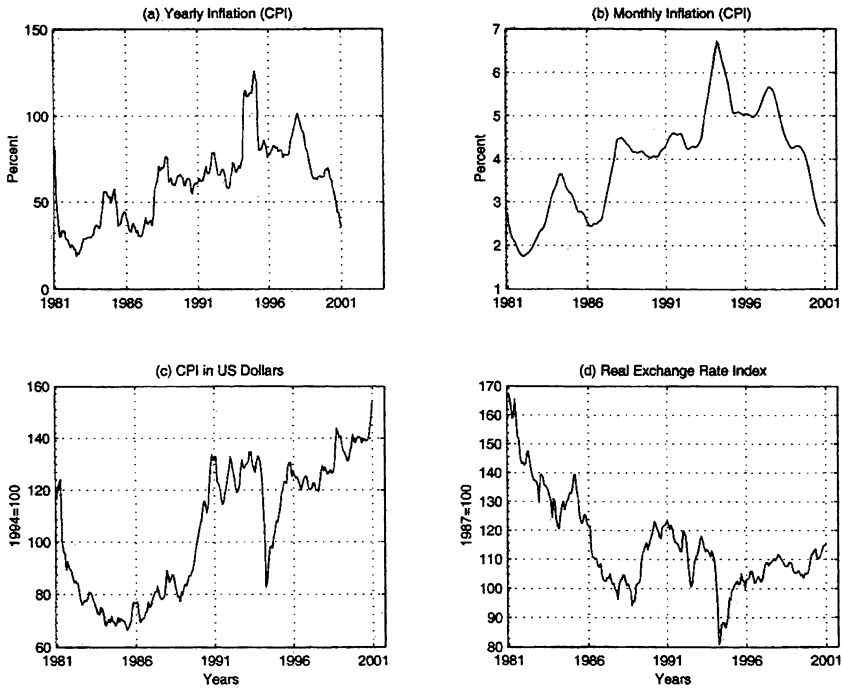 (a) Yearly Inflation (CPI)
150
100
50
0
Percent
1981 1986 1991 1996 2001
(b) Monthly Inflation (CPI)
7
6
5
4
3
2
1
Percent
1981 1986 1991 1996 2001
(c) CPI in US Dollars
160
140
120
100
80
60
1994=100
1981 1986 1991 1996 2001
Years
(d) Real Exchange Rate Index
170
160
150
140
130
120
110
100
90
80
1987=100
1981 1986 1991 1996 2001
Years